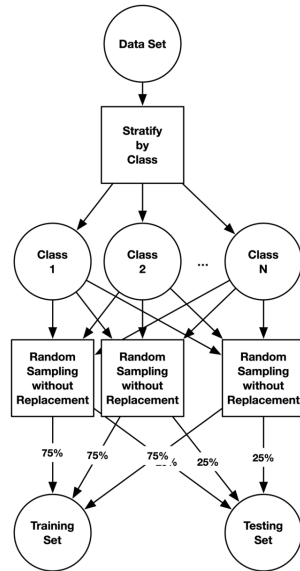 Data Set
Stratify
by
Class
Class
1
Class
2
...
Class
N
Random
Sampling
without
Replacement
Random
Sampling
without
Replacement
Random
Sampling
without
Replacement
75%
75%
75%
25%
25%
Training
Set
Testing
Set